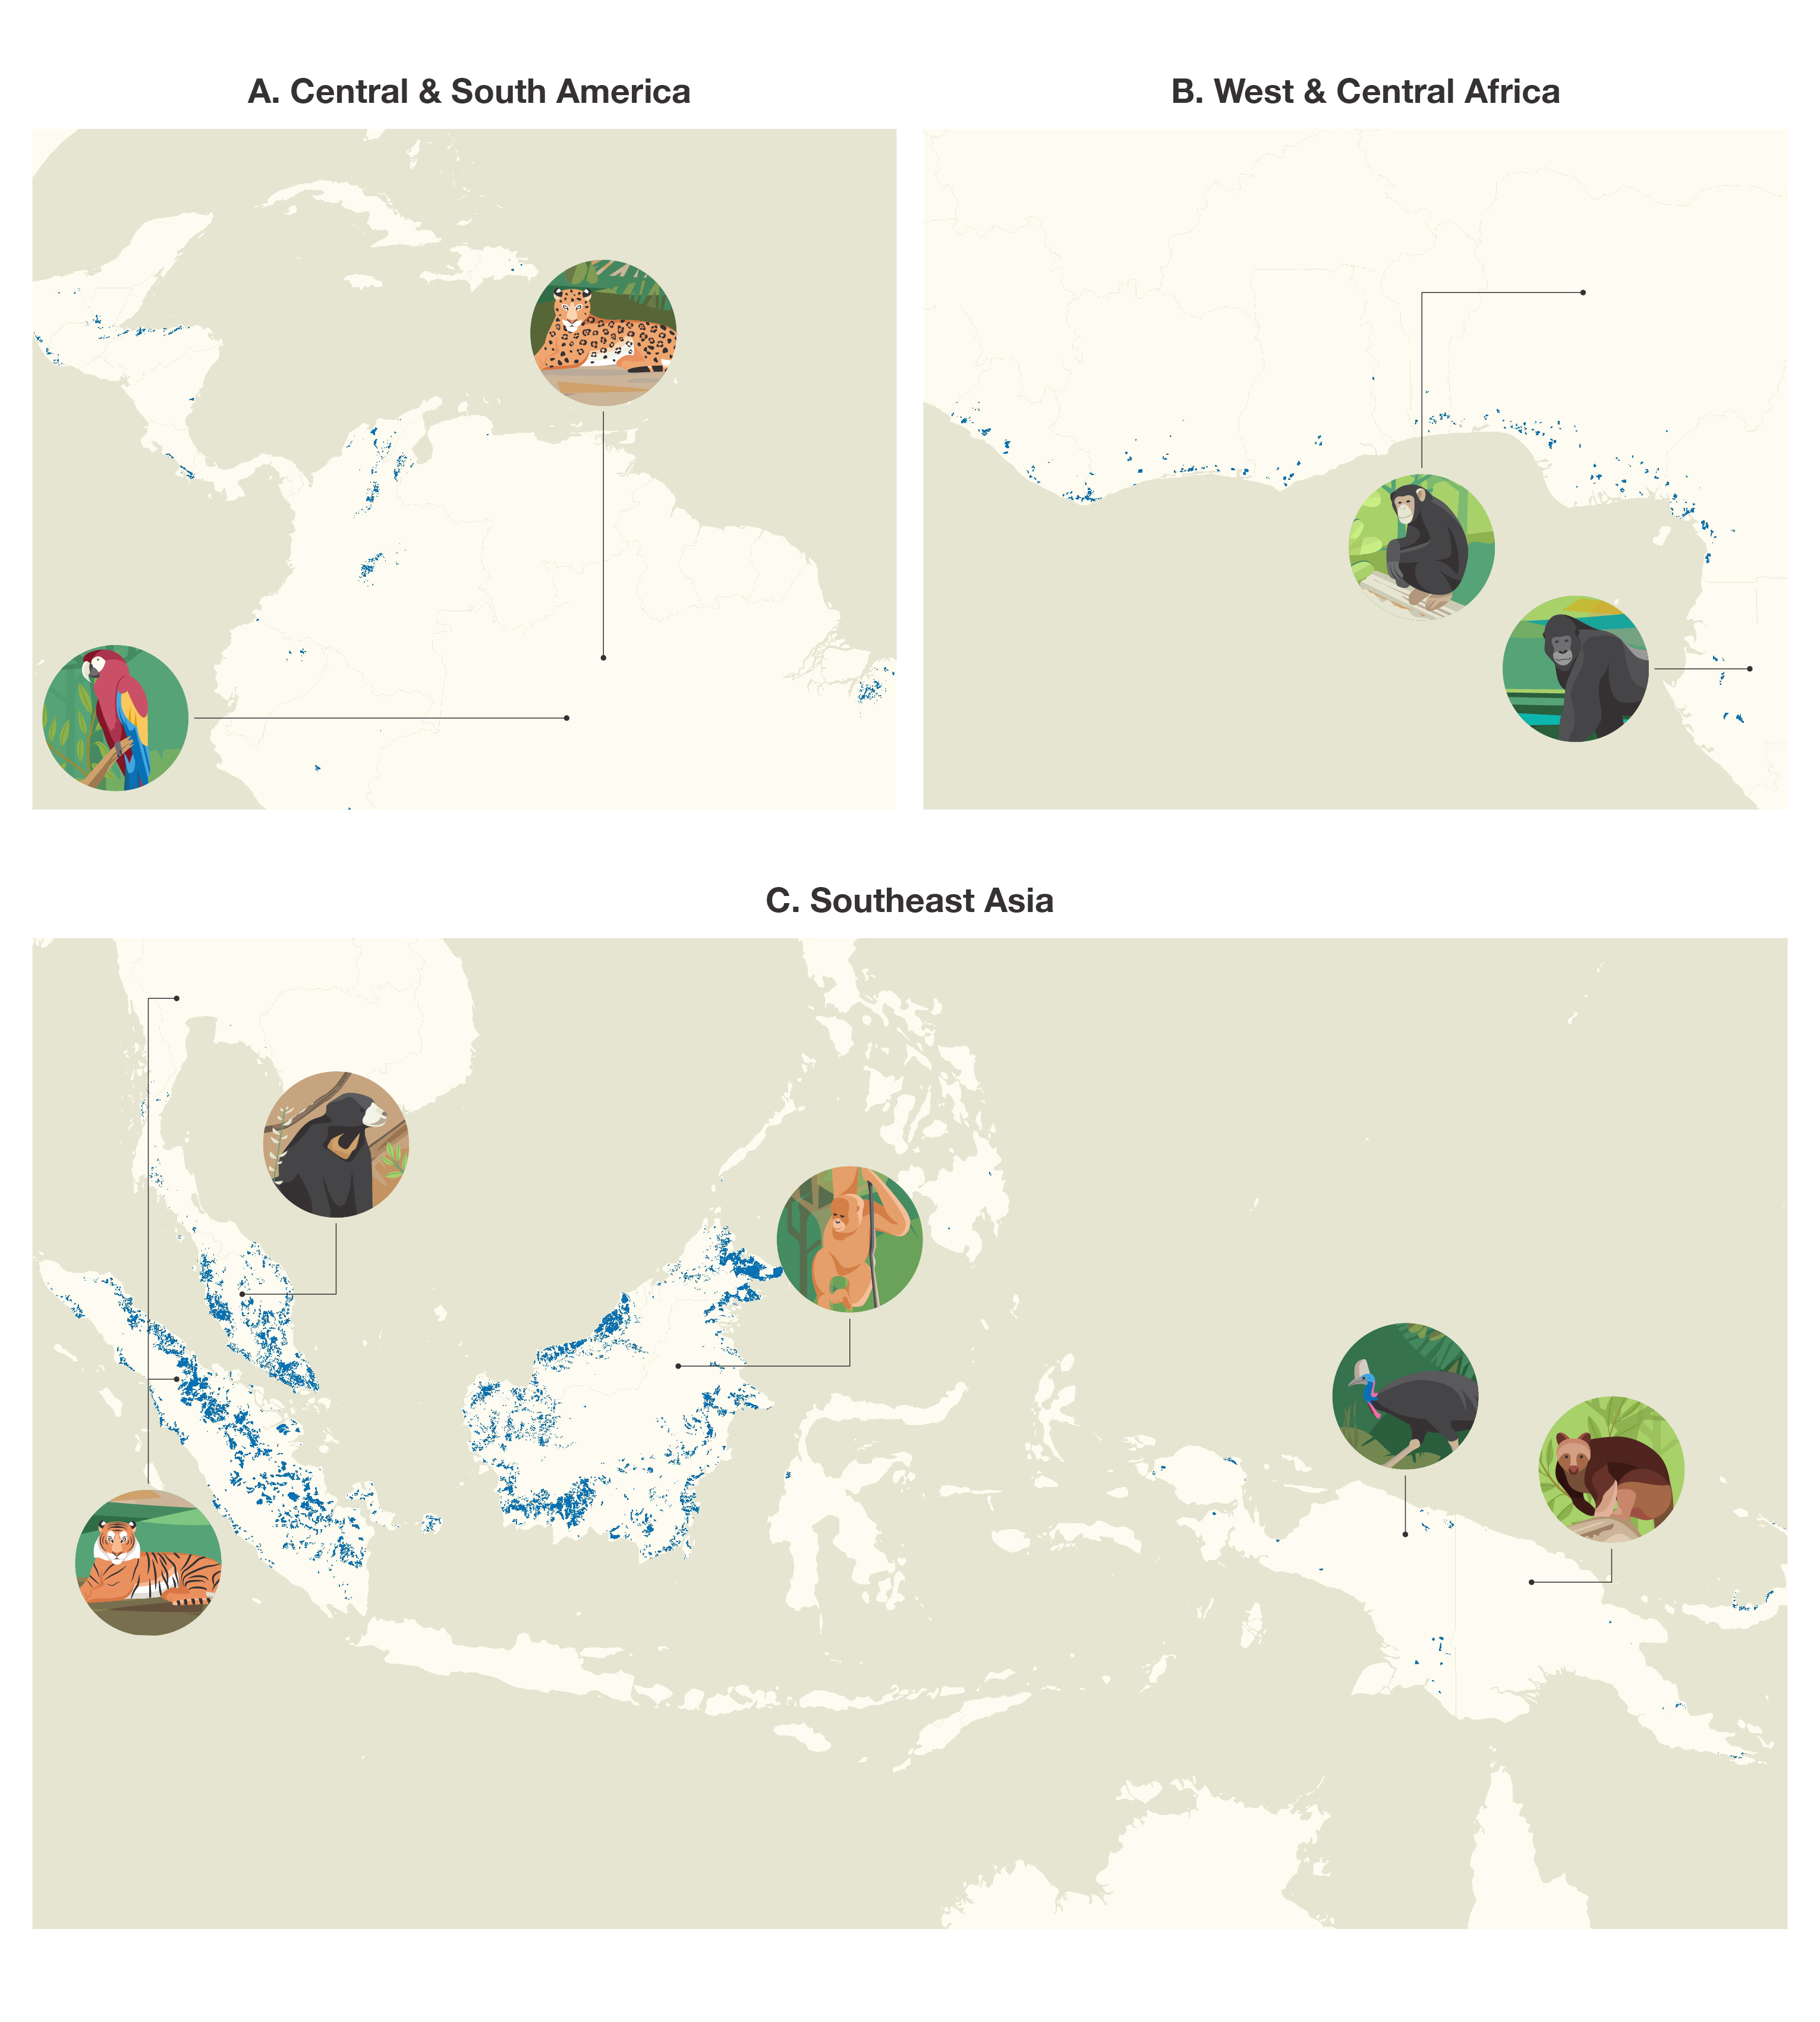 A. Central & South America
B. West & Central Africa
C. Southeast Asia